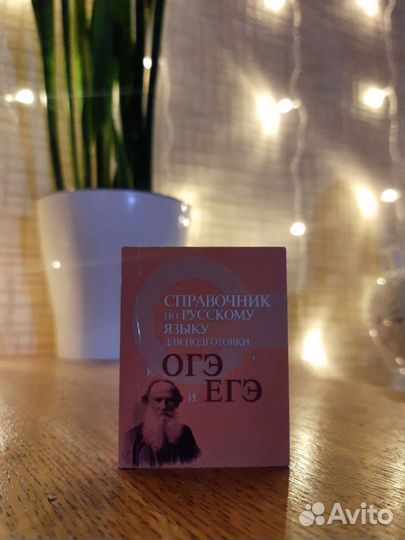 СПРАВОЧНИК
ПО РУССКОМУ
ЯЗЫКУ
ДЛЯ ПОДГОТОВКИ
К ОГЭ
И ЕГЭ
Avito